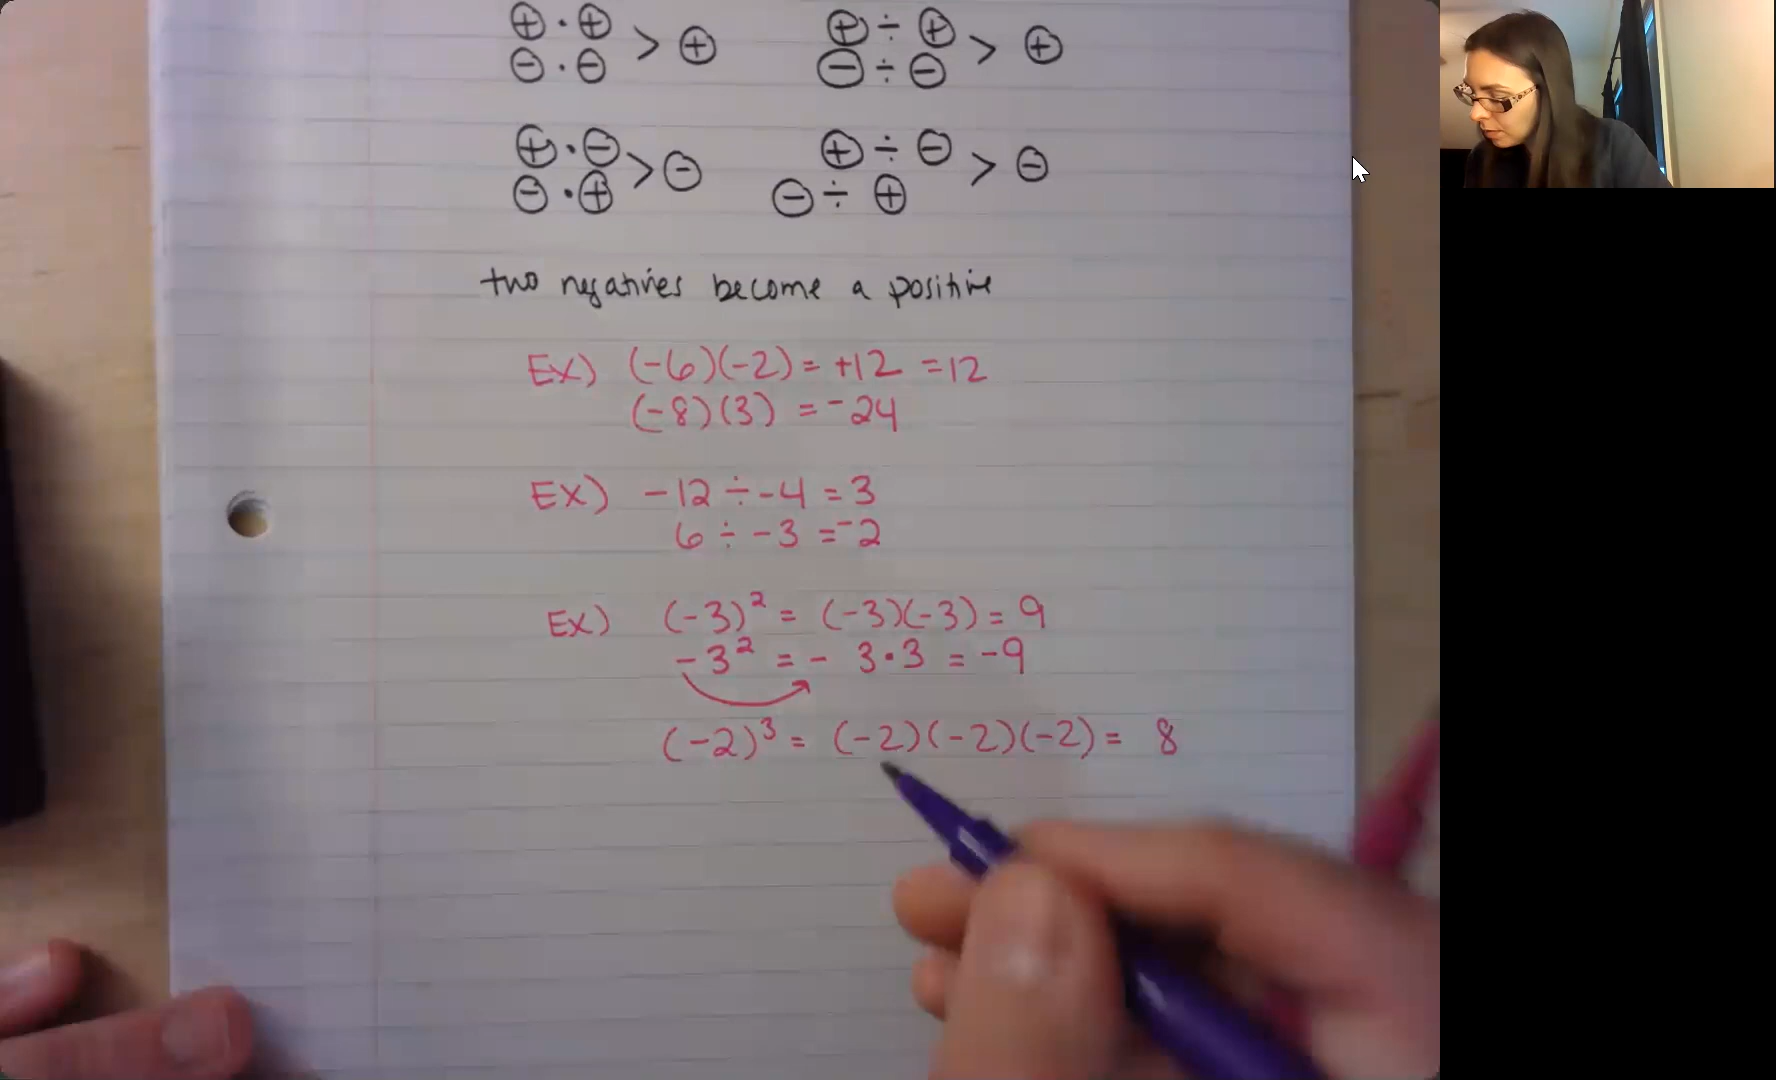 ⊕ · ⊕ > ⊕
⊖ · ⊖
⊕ ÷ ⊕ > ⊕
⊖ ÷ ⊖
⊕ · ⊖ > ⊖
⊖ · ⊕
⊕ ÷ ⊖ > ⊖
⊖ ÷ ⊕
two negatives become a positive
Ex) (-6)(-2) = +12 = 12
(-8)(3) = -24
Ex) -12 ÷ -4 = 3
6 ÷ -3 = -2
Ex) (-3)² = (-3)(-3) = 9
-3² = - 3·3 = -9
(-2)³ = (-2)(-2)(-2) = 8